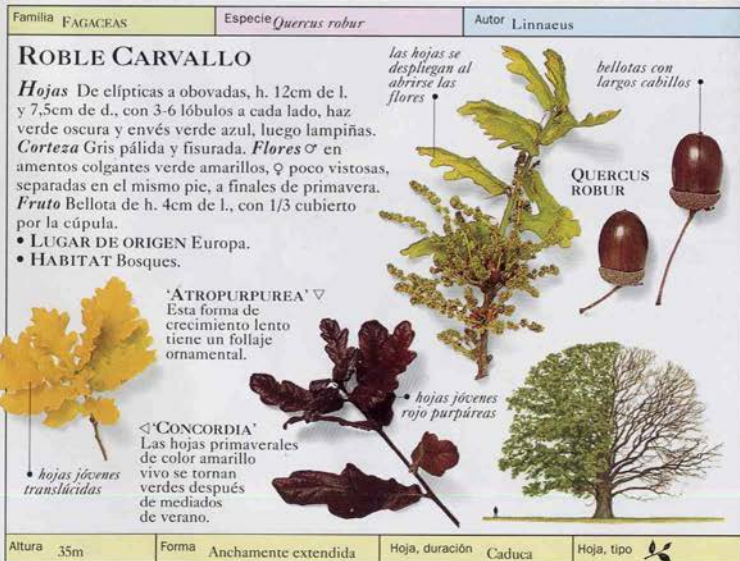 Familia FAGACEAS
Especie Quercus robur
Autor Linnaeus
ROBLE CARVALLO
Hojas De elípticas a obovadas, h. 12cm de l.
y 7,5cm de d., con 3-6 lóbulos a cada lado, haz
verde oscura y envés verde azul, luego lampiñas.
Corteza Gris pálida y fisurada. Flores ♂ en
amentos colgantes verde amarillos, ♀ poco vistosas,
separadas en el mismo pie, a finales de primavera.
Fruto Bellota de h. 4cm de l., con 1/3 cubierto
por la cúpula.
• LUGAR DE ORIGEN Europa.
• HABITAT Bosques.
las hojas se
despliegan al
abrirse las
flores
bellotas con
largos cabillos
QUERCUS
ROBUR
'ATROPURPUREA' ▽
Esta forma de
crecimiento lento
tiene un follaje
ornamental.
hojas jóvenes
rojo purpúreas
◁ 'CONCORDIA'
Las hojas primaverales
de color amarillo
vivo se tornan
verdes después
de mediados
de verano.
hojas jóvenes
translúcidas
Altura 35m
Forma Anchamente extendida
Hoja, duración Caduca
Hoja, tipo